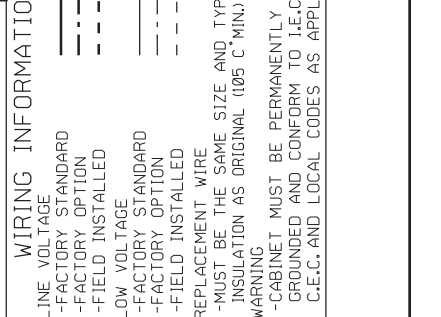 WIRING INFORMATIO
LINE VOLTAGE
-FACTORY STANDARD
-FACTORY OPTION
-FIELD INSTALLED
LOW VOLTAGE
-FACTORY STANDARD
-FACTORY OPTION
-FIELD INSTALLED
REPLACEMENT WIRE
-MUST BE THE SAME SIZE AND TYP
INSULATION AS ORIGINAL (105 C°MIN.)
WARNING
-CABINET MUST BE PERMANENTLY
GROUNDED AND CONFORM TO I.E.C
C.E.C. AND LOCAL CODES AS APPL